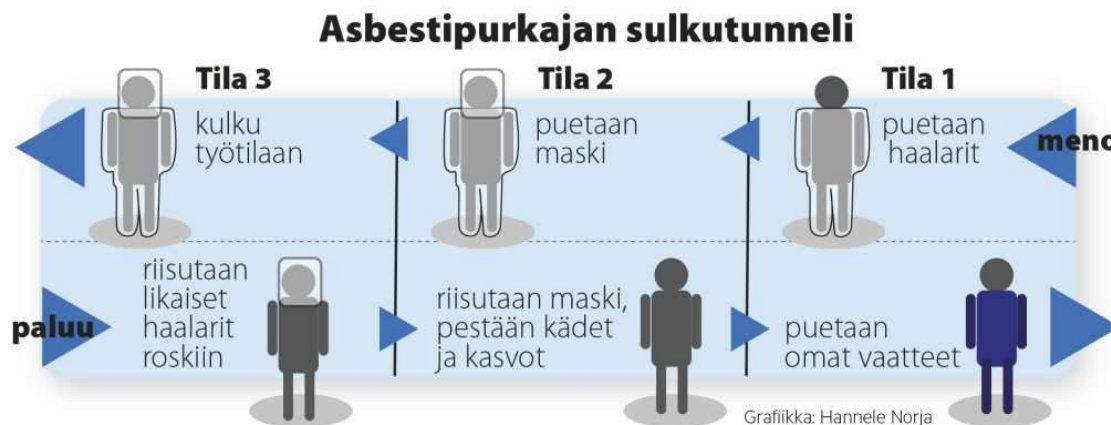 Asbestipurkajan sulkutunneli
Tila 3
Tila 2
Tila 1
kulku
työtilaan
puetaan
maski
puetaan
haalarit
meno
paluu
riisutaan
likaiset
haalarit
roskiin
riisutaan maski,
pestään kädet
ja kasvot
puetaan
omat vaatteet
Grafiikka: Hannele Norja